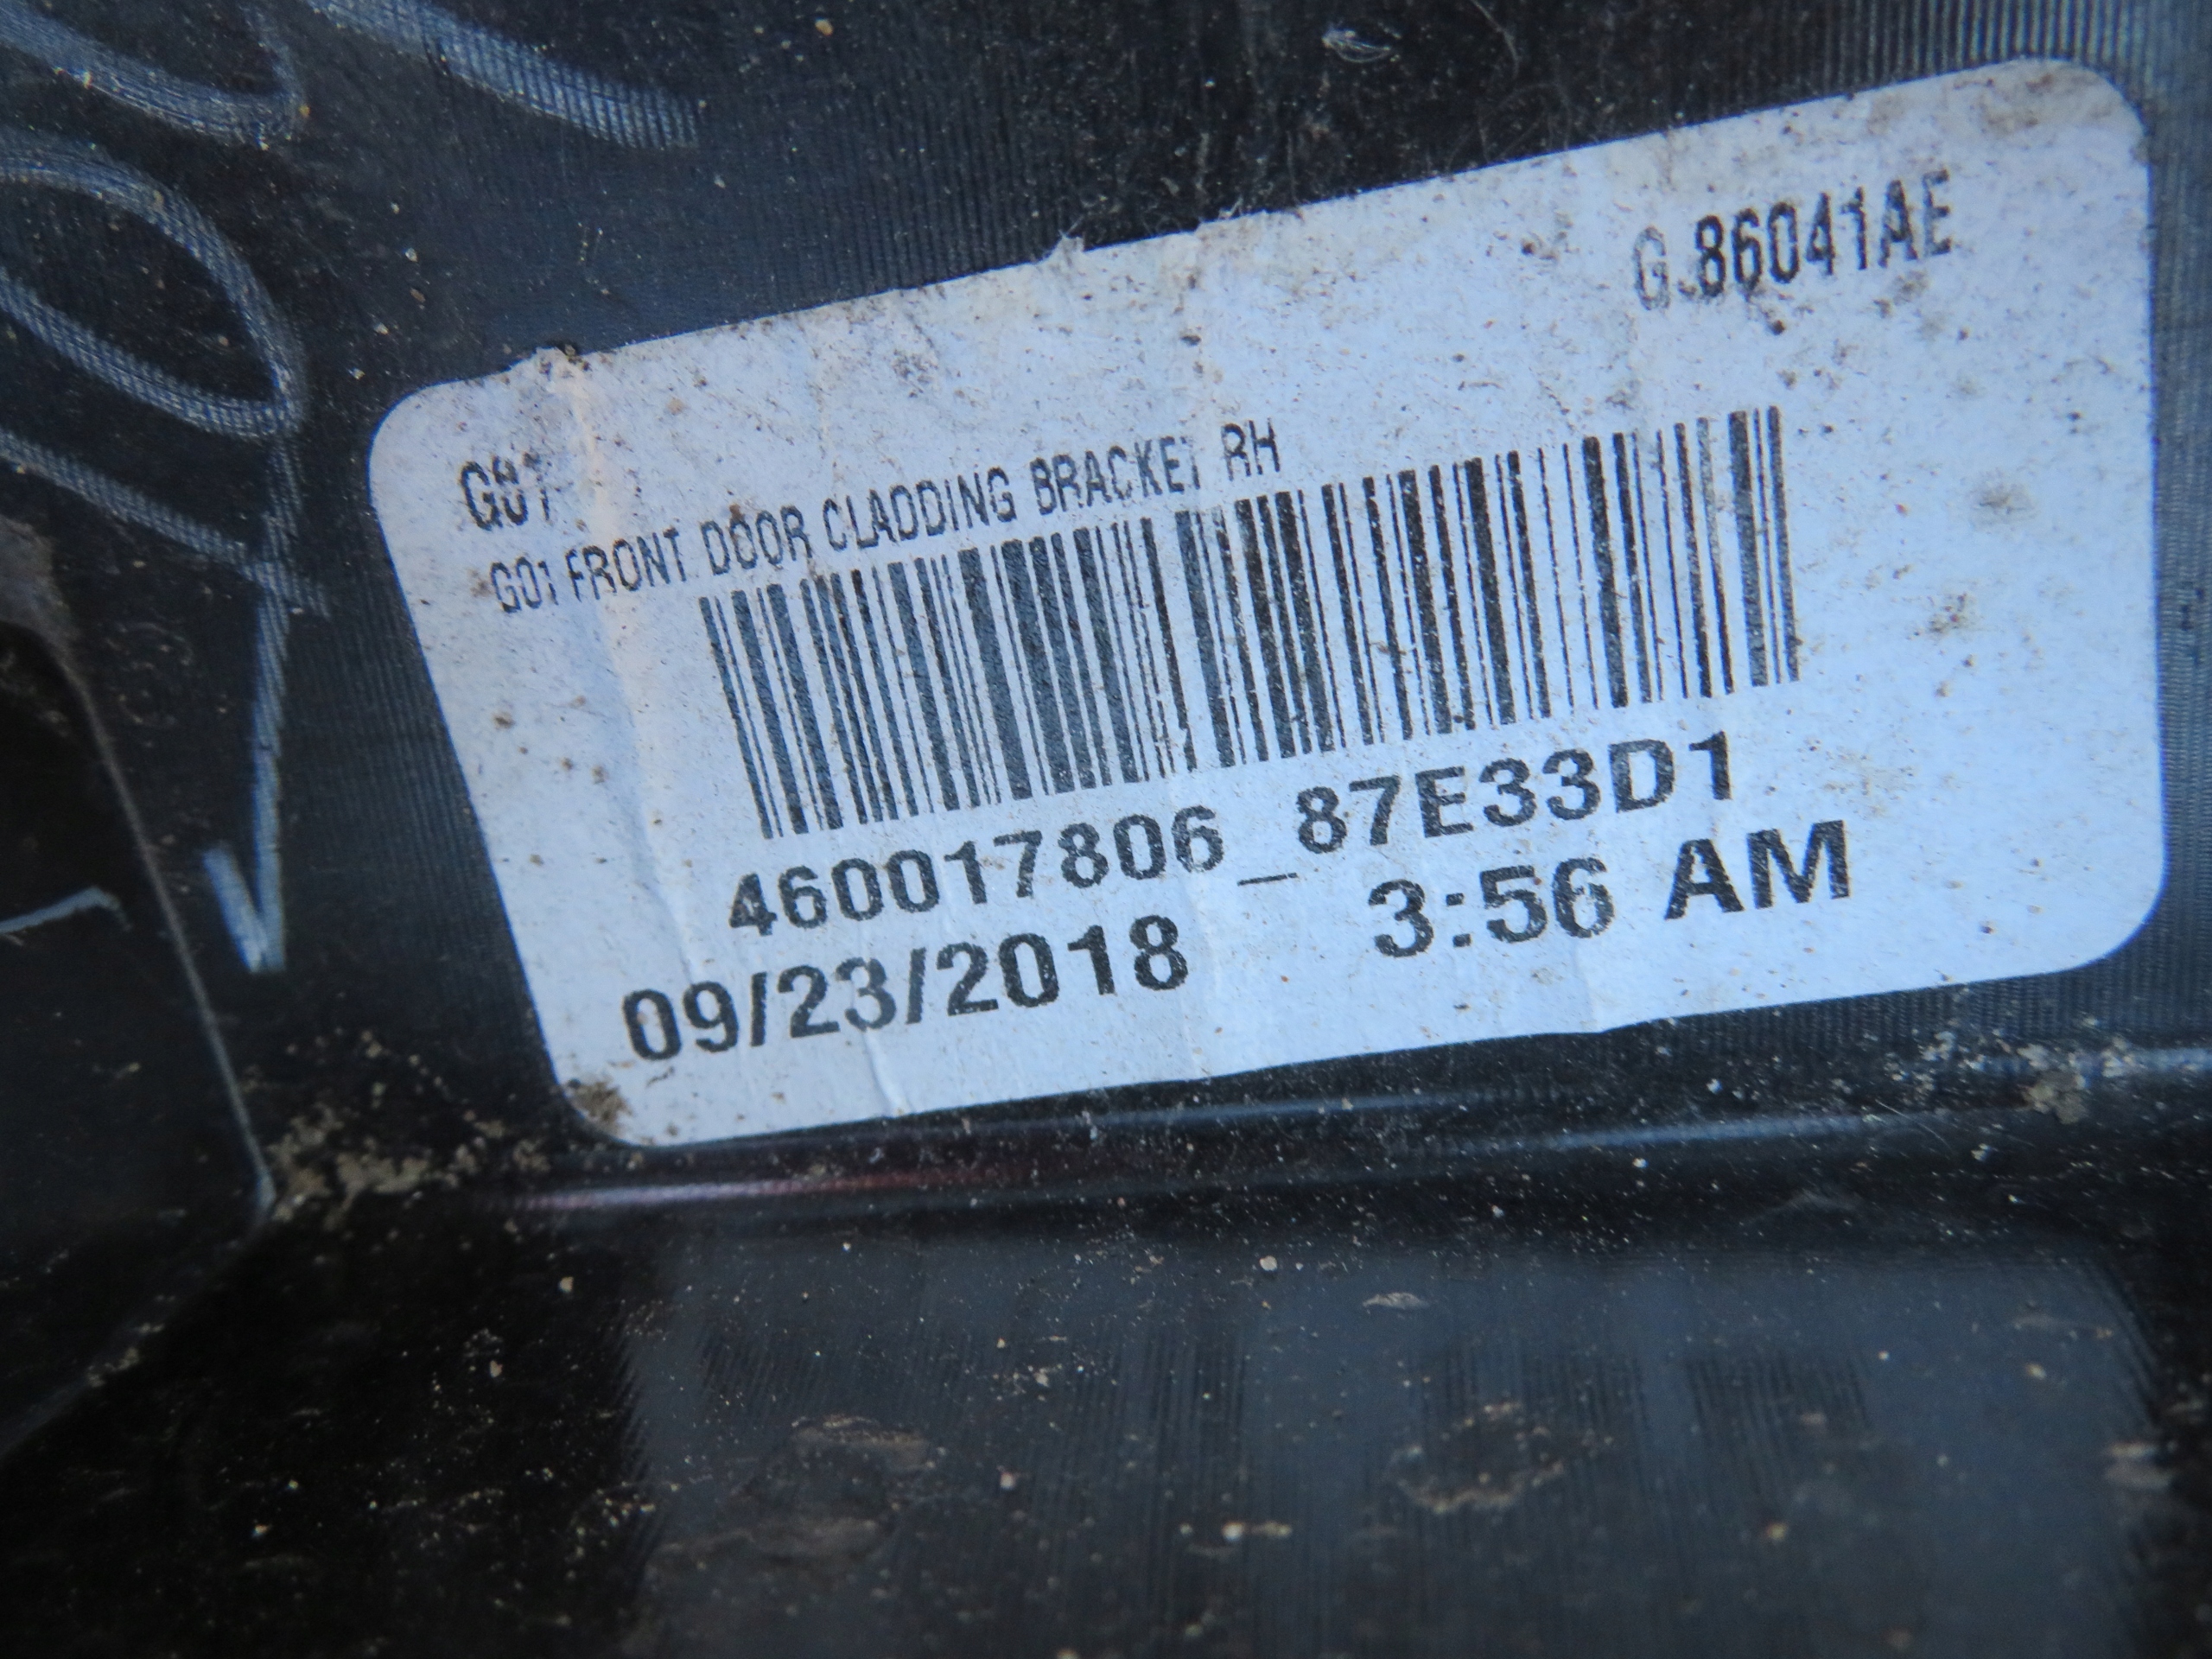 G.86041AE
G01
G01 FRONT DOOR CLADDING BRACKET RH
460017806_87E33D1
09/23/2018 3:56 AM